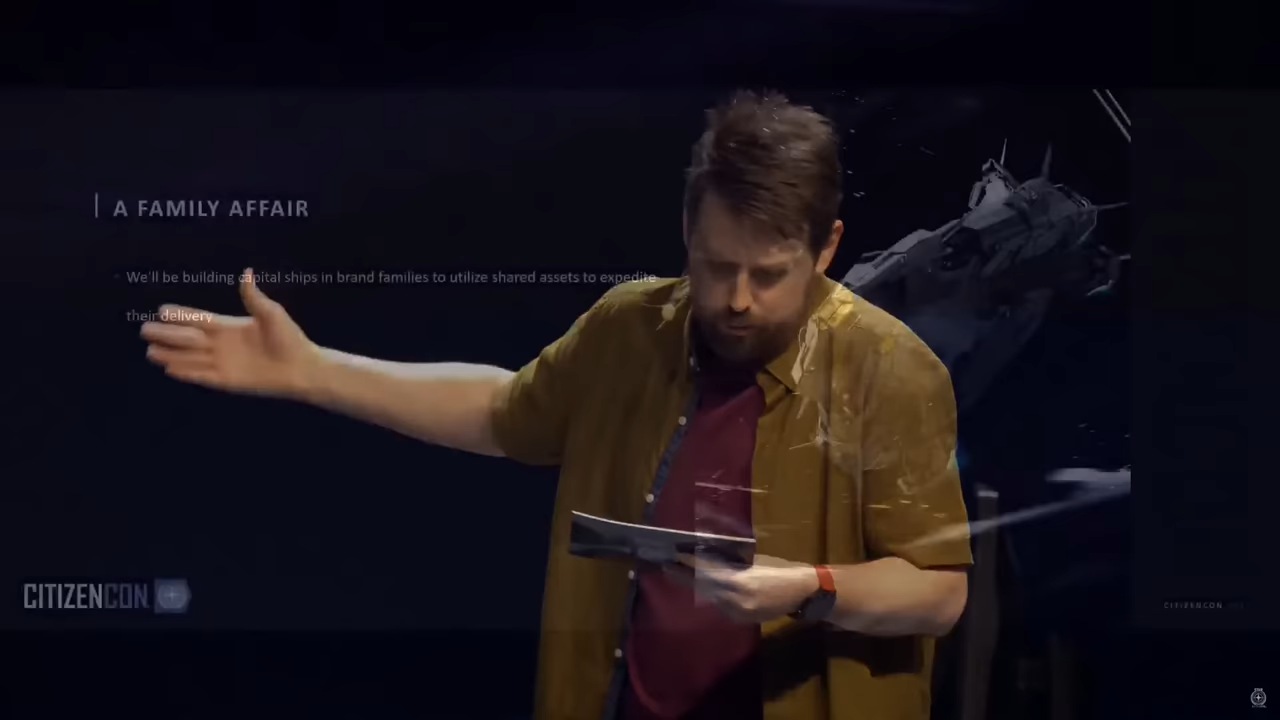 A FAMILY AFFAIR
We'll be building capital ships in brand families to utilize shared assets to expedite
their delivery
CITIZENCON
CITIZENCON